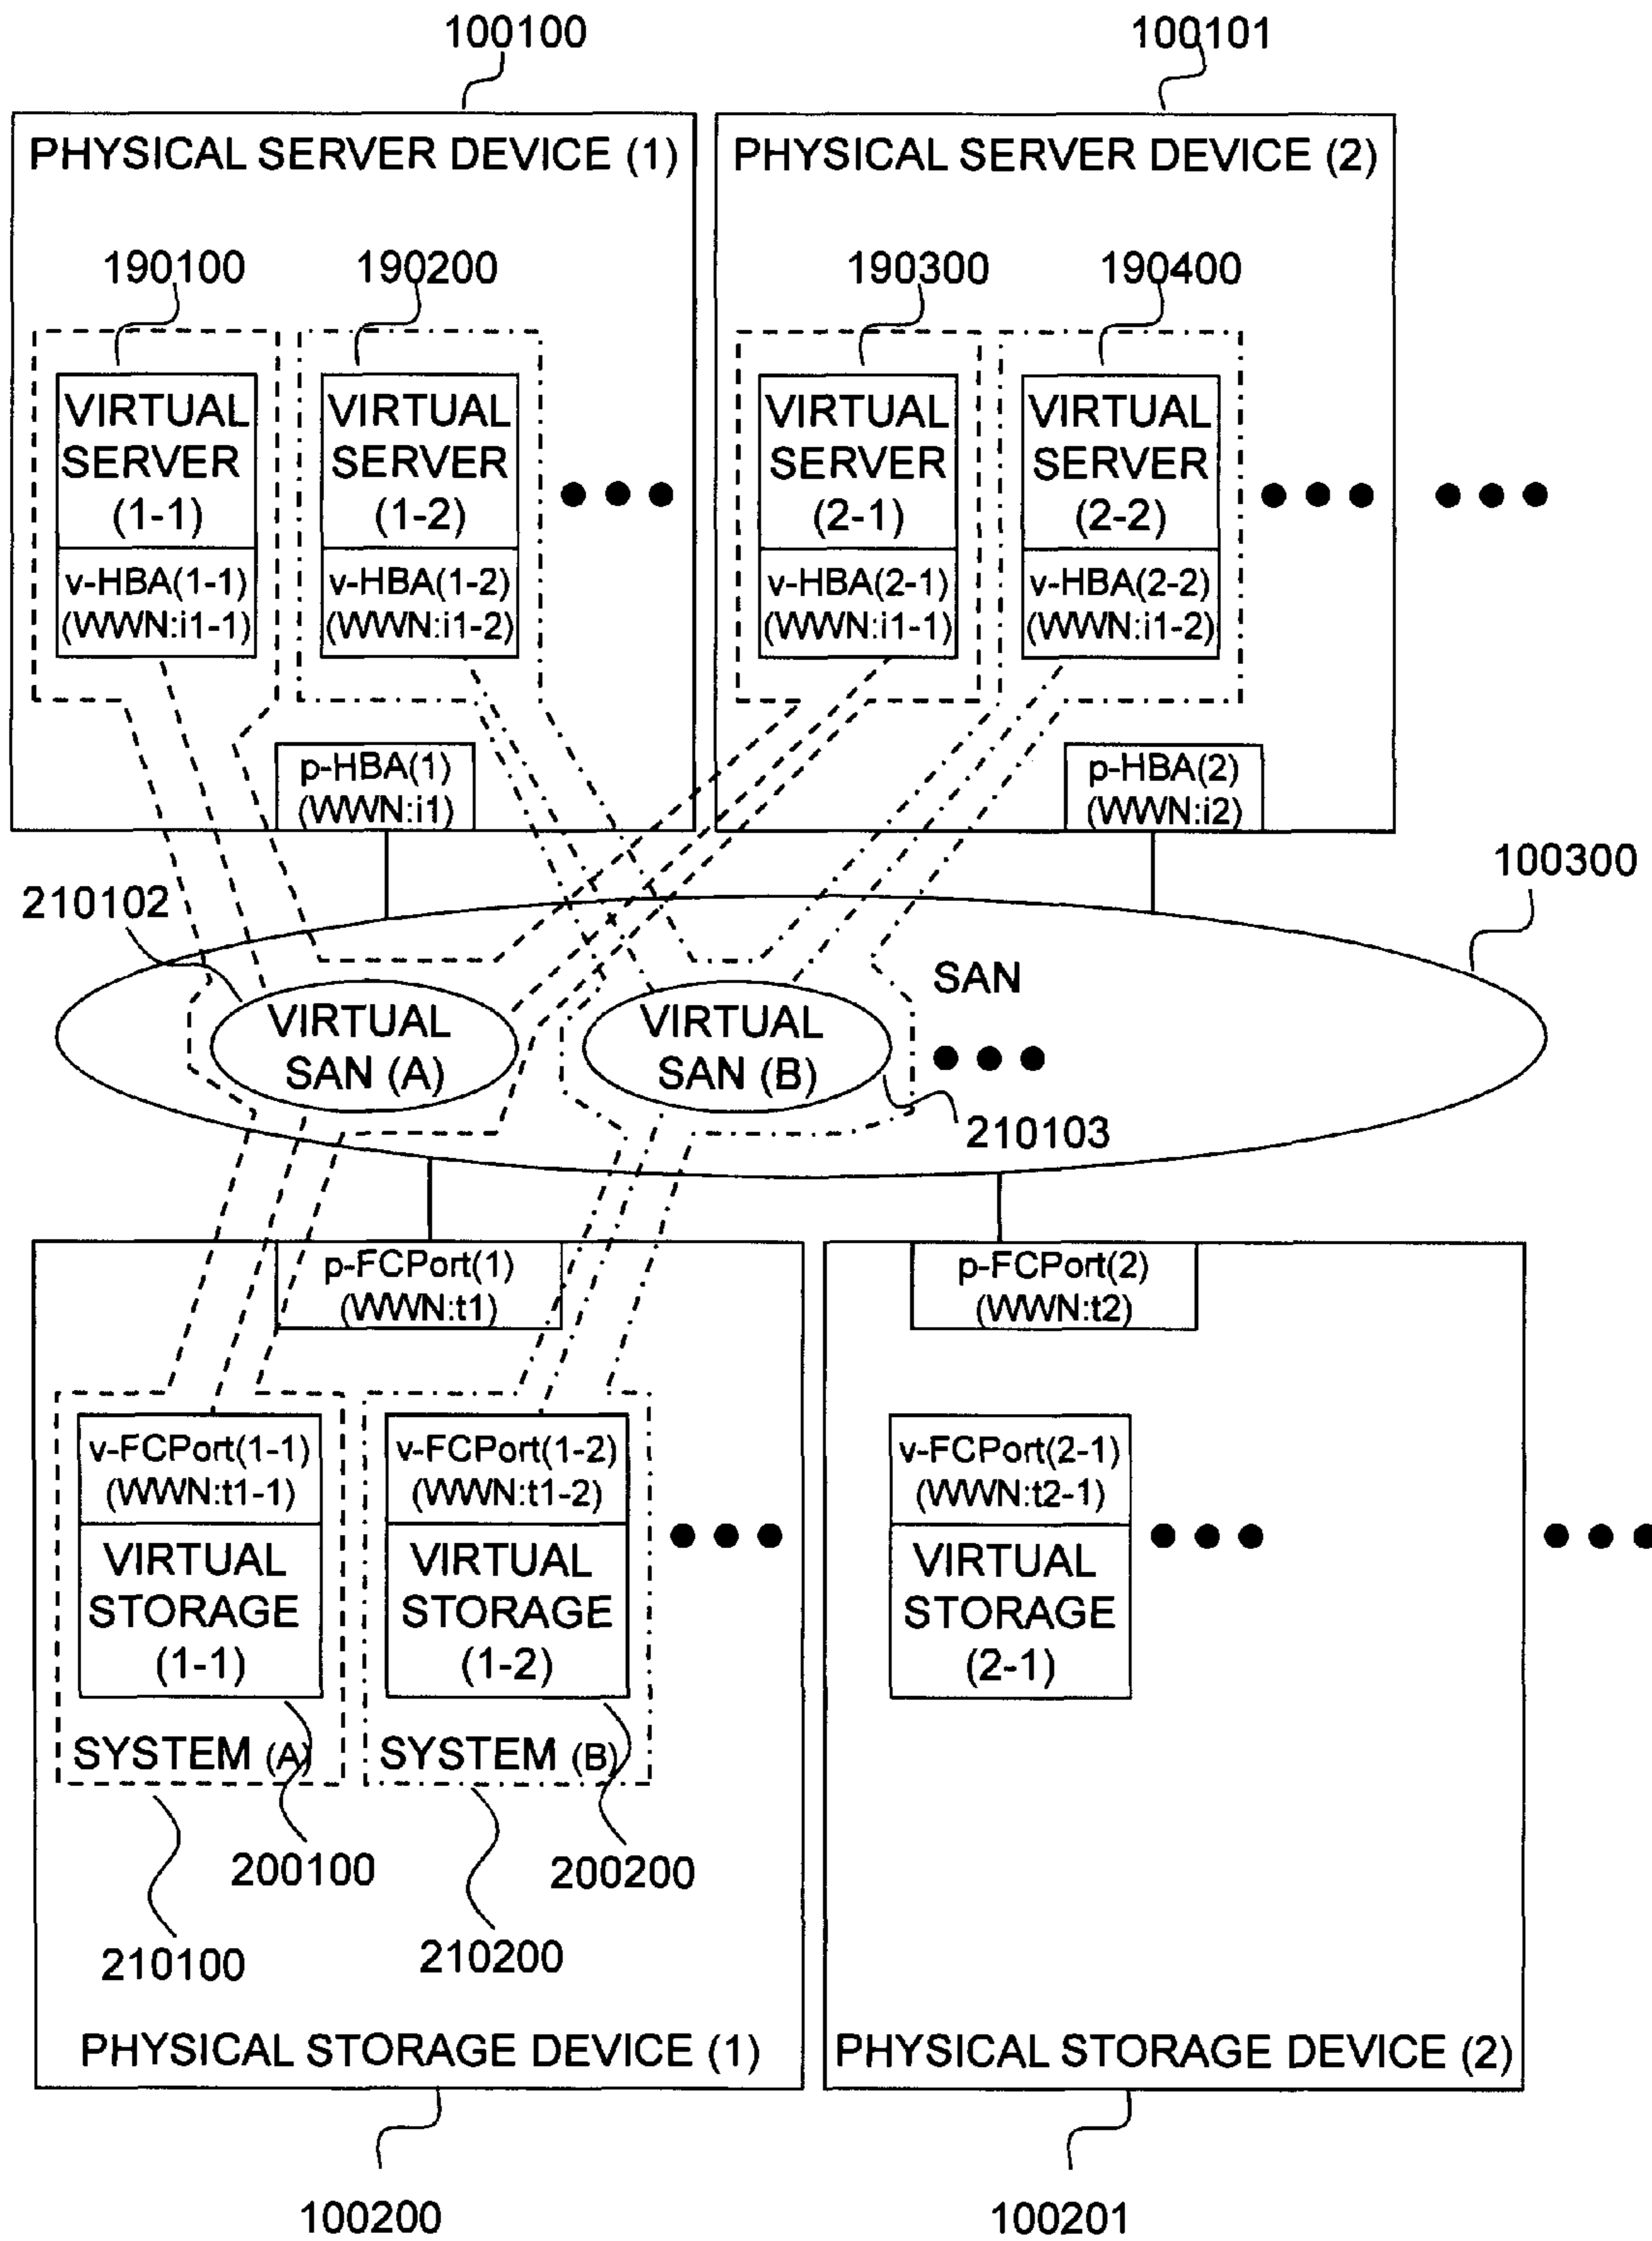 100100
100101
PHYSICAL SERVER DEVICE (1)
PHYSICAL SERVER DEVICE (2)
190100
190200
190300
190400
VIRTUAL
SERVER
(1-1)
v-HBA(1-1)
(WWN:i1-1)
VIRTUAL
SERVER
(1-2)
v-HBA(1-2)
(WWN:i1-2)
VIRTUAL
SERVER
(2-1)
v-HBA(2-1)
(WWN:i1-1)
VIRTUAL
SERVER
(2-2)
v-HBA(2-2)
(WWN:i1-2)
p-HBA(1)
(WWN:i1)
p-HBA(2)
(WWN:i2)
100300
210102
SAN
VIRTUAL
SAN (A)
VIRTUAL
SAN (B)
210103
p-FCPort(1)
(WWN:t1)
p-FCPort(2)
(WWN:t2)
v-FCPort(1-1)
(WWN:t1-1)
VIRTUAL
STORAGE
(1-1)
SYSTEM (A)
v-FCPort(1-2)
(WWN:t1-2)
VIRTUAL
STORAGE
(1-2)
SYSTEM (B)
v-FCPort(2-1)
(WWN:t2-1)
VIRTUAL
STORAGE
(2-1)
200100
200200
210100
210200
PHYSICAL STORAGE DEVICE (1)
PHYSICAL STORAGE DEVICE (2)
100200
100201